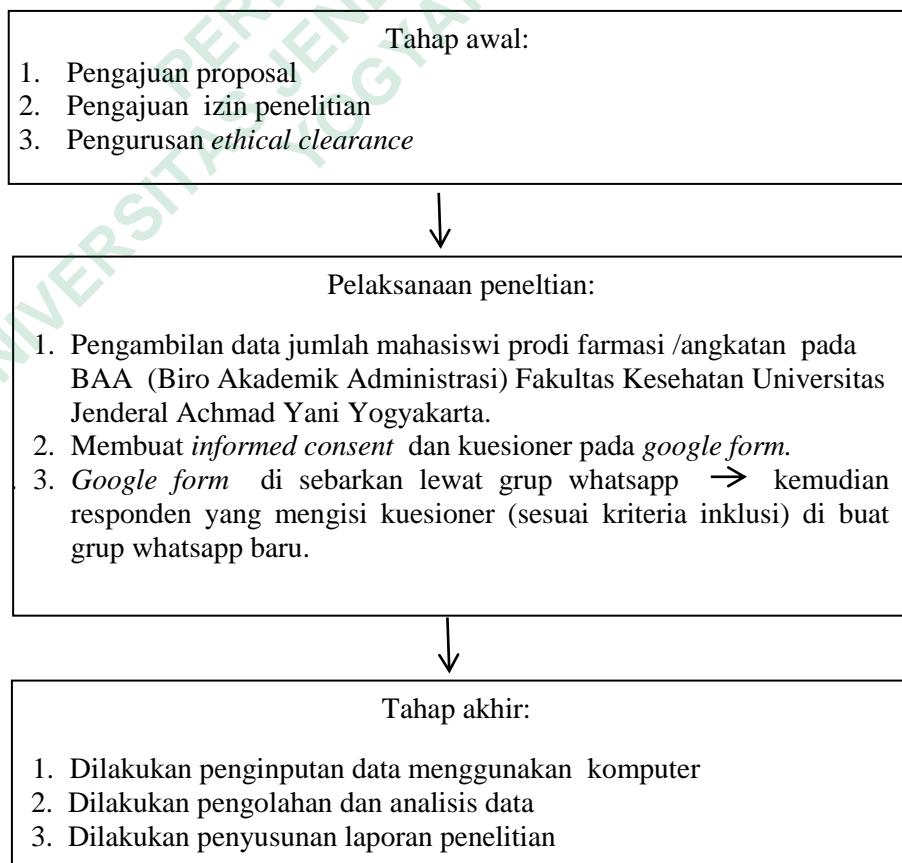 Tahap awal:
1. Pengajuan proposal
2. Pengajuan izin penelitian
3. Pengurusan ethical clearance
Pelaksanaan peneltian:
1. Pengambilan data jumlah mahasiswi prodi farmasi /angkatan pada
BAA (Biro Akademik Administrasi) Fakultas Kesehatan Universitas
Jenderal Achmad Yani Yogyakarta.
2. Membuat informed consent dan kuesioner pada google form.
. 3. Google form di sebarkan lewat grup whatsapp → kemudian
responden yang mengisi kuesioner (sesuai kriteria inklusi) di buat
grup whatsapp baru.
Tahap akhir:
1. Dilakukan penginputan data menggunakan komputer
2. Dilakukan pengolahan dan analisis data
3. Dilakukan penyusunan laporan penelitian